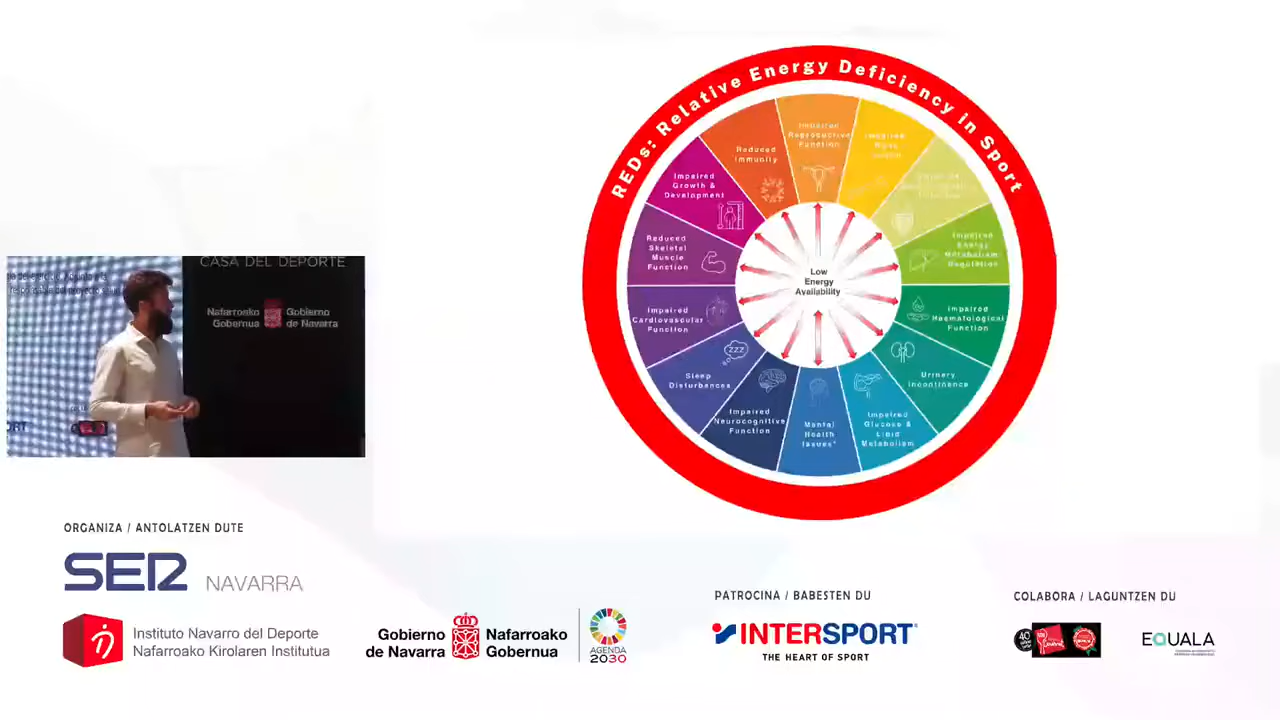 REDs: Relative Energy Deficiency in Sport
Impaired
Reproductive
Function
Reduced
Immunity
Impaired
Growth &
Development
Reduced
Skeletal
Muscle
Function
Impaired
Cardiovascular
Function
Sleep
Disturbances
Impaired
Neurocognitive
Function
Mental
Health
Issues*
Impaired
Glucose &
Lipid
Metabolism
Urinary
Incontinence
Impaired
Haematological
Function
Impaired
Energy
Metabolism
Regulation
Low
Energy
Availability
zzz
CASA DEL DEPORTE
Nafarroako
Gobernua
Gobierno
de Navarra
ORGANIZA / ANTOLATZEN DUTE
SER NAVARRA
Instituto Navarro del Deporte
Nafarroako Kirolaren Institutua
Gobierno
de Navarra
Nafarroako
Gobernua
AGENDA
2030
PATROCINA / BABESTEN DU
INTERSPORT
THE HEART OF SPORT
COLABORA / LAGUNTZEN DU
40
EQUALA